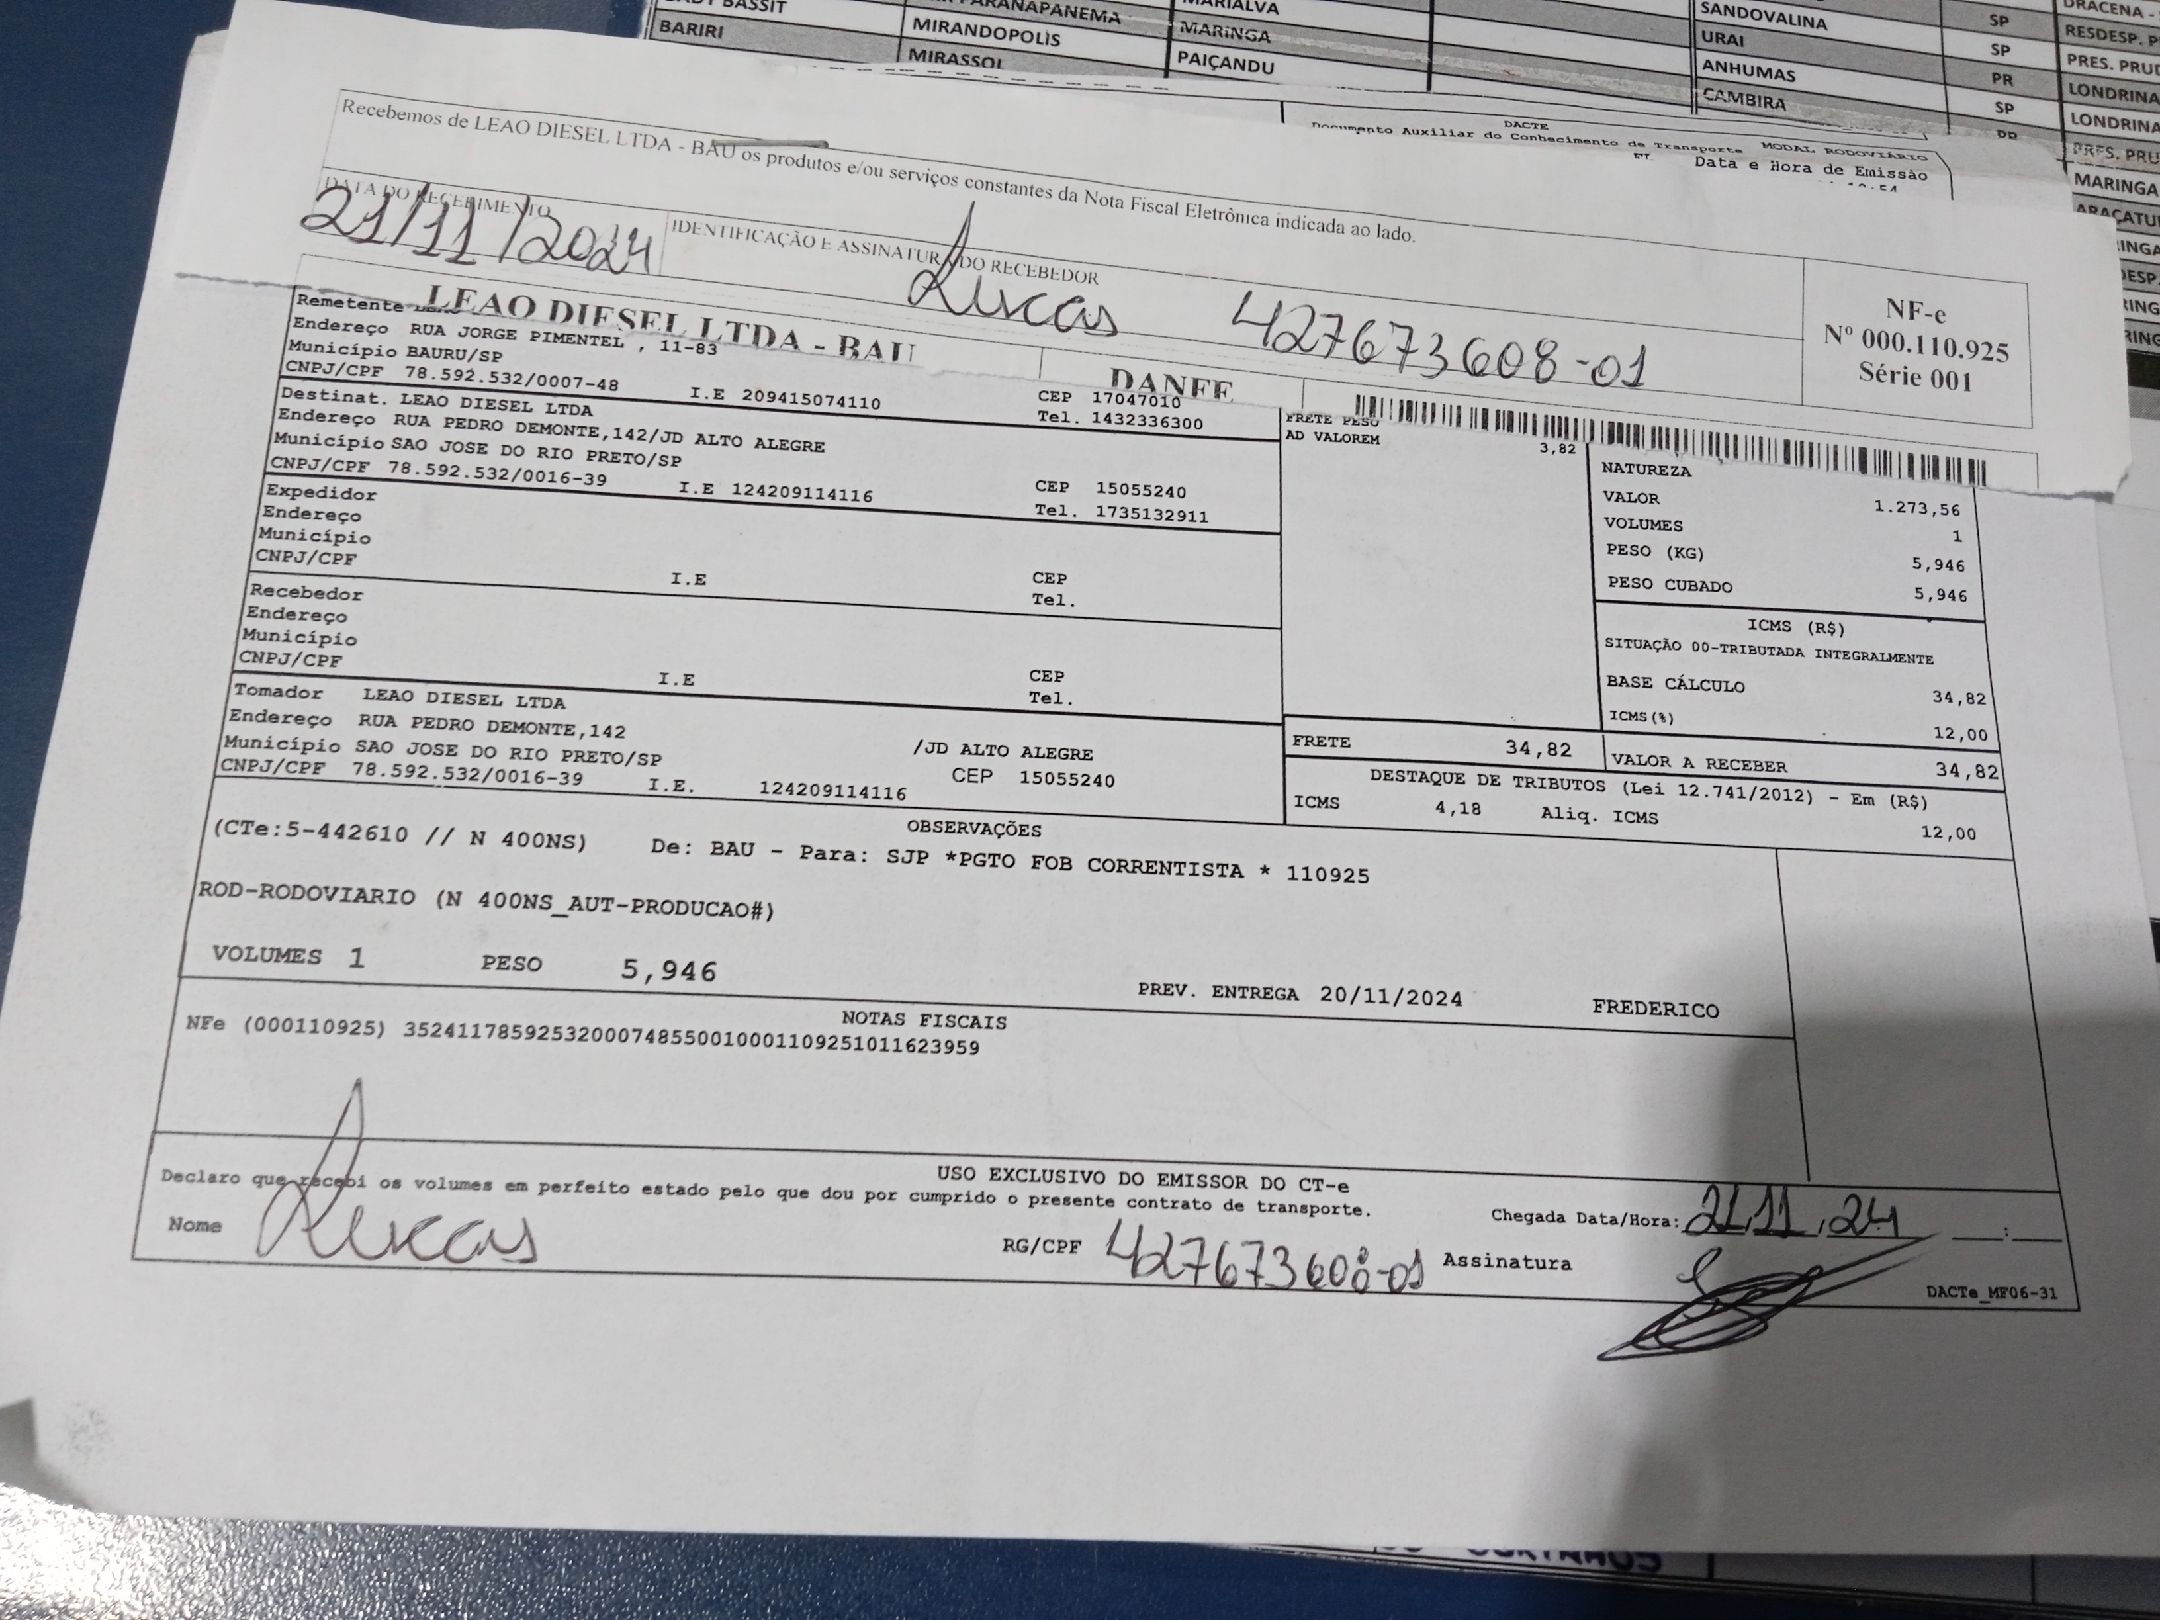 BARIRI
MIRANDOPOLIS
MARINGA
MIRASSOL
PAIÇANDU
SANDOVALINA SP
URAI SP
ANHUMAS PR
CAMBIRA SP
LONDRINA
LONDRINA
MARINGA
DACTE
Documento Auxiliar do Conhecimento de Transporte
MODAL RODOVIÁRIO
Data e Hora de Emissão
Recebemos de LEAO DIESEL LTDA - BAU os produtos e/ou serviços constantes da Nota Fiscal Eletrônica indicada ao lado.
DATA DO RECEBIMENTO
21/11/2024
IDENTIFICAÇÃO E ASSINATURA DO RECEBEDOR
Lucas 427673608-01
NF-e
Nº 000.110.925
Série 001
LEAO DIESEL LTDA - BAU
DANFE
Remetente
Endereço RUA JORGE PIMENTEL , 11-83
Município BAURU/SP
CNPJ/CPF 78.592.532/0007-48 I.E 209415074110
CEP 17047010
Tel. 1432336300
Destinat. LEAO DIESEL LTDA
Endereço RUA PEDRO DEMONTE,142/JD ALTO ALEGRE
Município SAO JOSE DO RIO PRETO/SP
CNPJ/CPF 78.592.532/0016-39 I.E 124209114116
CEP 15055240
Tel. 1735132911
Expedidor
Endereço
Município
CNPJ/CPF I.E CEP
Tel.
Recebedor
Endereço
Município
CNPJ/CPF I.E CEP
Tel.
Tomador LEAO DIESEL LTDA
Endereço RUA PEDRO DEMONTE,142 /JD ALTO ALEGRE
Município SAO JOSE DO RIO PRETO/SP CEP 15055240
CNPJ/CPF 78.592.532/0016-39 I.E. 124209114116
FRETE PESO
AD VALOREM 3,82
NATUREZA
VALOR 1.273,56
VOLUMES 1
PESO (KG) 5,946
PESO CUBADO 5,946
ICMS (R$)
SITUAÇÃO 00-TRIBUTADA INTEGRALMENTE
BASE CÁLCULO 34,82
ICMS(%) 12,00
FRETE 34,82 VALOR A RECEBER 34,82
DESTAQUE DE TRIBUTOS (Lei 12.741/2012) - Em (R$)
ICMS 4,18 Aliq. ICMS 12,00
OBSERVAÇÕES
(CTe:5-442610 // N 400NS) De: BAU - Para: SJP *PGTO FOB CORRENTISTA * 110925
ROD-RODOVIARIO (N 400NS_AUT-PRODUCAO#)
VOLUMES 1 PESO 5,946
PREV. ENTREGA 20/11/2024 FREDERICO
NOTAS FISCAIS
NFe (000110925) 35241178592532000748550010001109251011623959
USO EXCLUSIVO DO EMISSOR DO CT-e
Declaro que recebi os volumes em perfeito estado pelo que dou por cumprido o presente contrato de transporte.
Nome Lucas
RG/CPF 427673608-01
Assinatura
Chegada Data/Hora: 21,11,24 __:__
DACTe_MF06-31